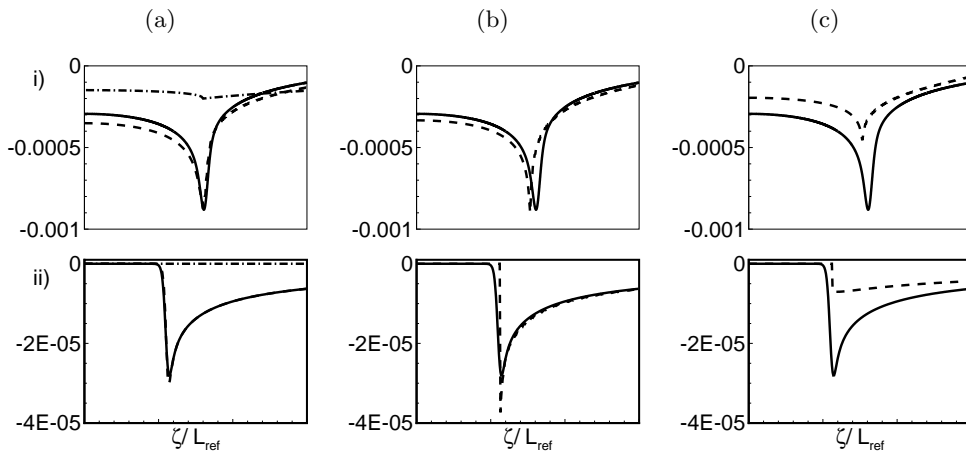 (a) (b) (c)
i) 0 0 0
-0.0005 -0.0005 -0.0005
-0.001 -0.001 -0.001
ii) 0 0 0
-2E-05 -2E-05 -2E-05
-4E-05 -4E-05 -4E-05
ζ/ L_ref ζ/ L_ref ζ/ L_ref